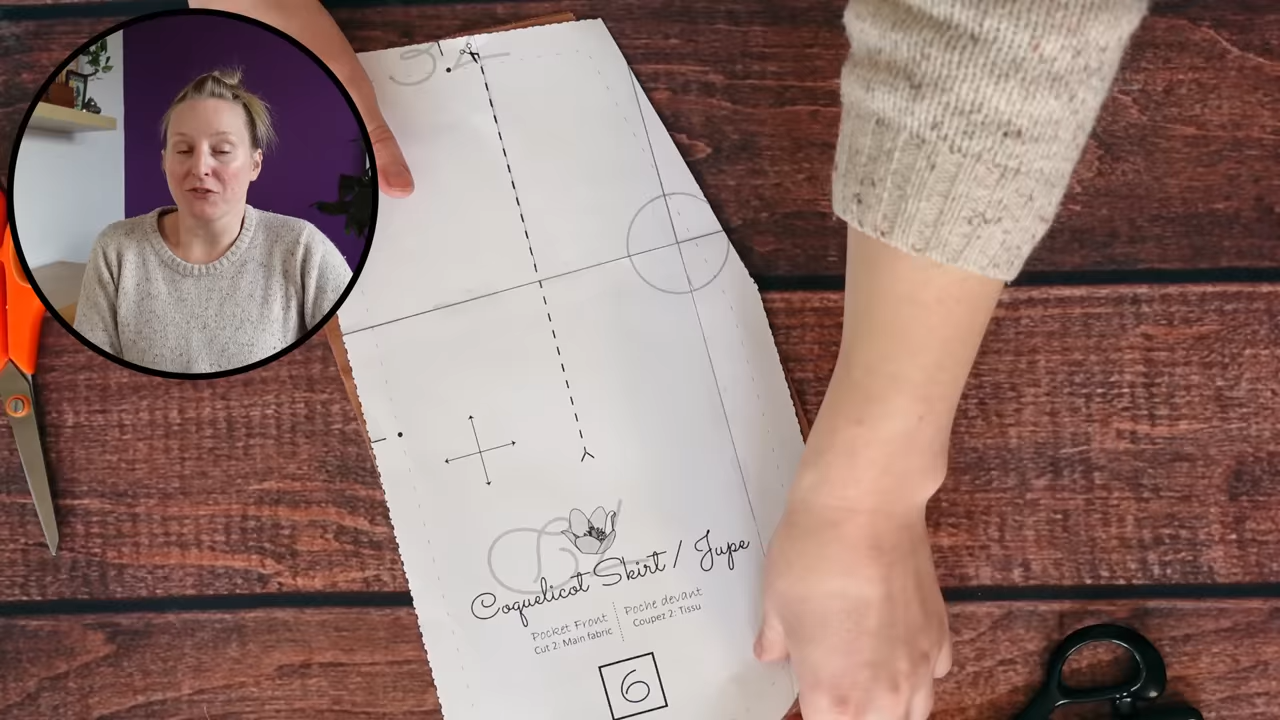 Coquelicot Skirt / Jupe
Pocket Front
Cut 2: Main fabric
Poche devant
Coupez 2: Tissu
6